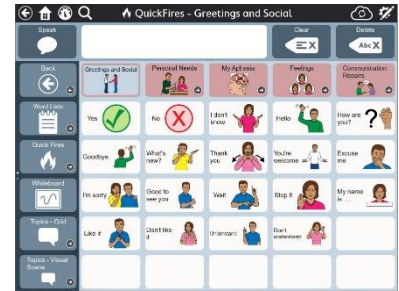 QuickFires - Greetings and Social
Speak
Clear
X
Delete
Abc X
Back
Greetings and Social
Personal Needs
My Aphasia
Feelings
Communication
Repairs
Word Lists
Yes
No
I don't
know
Hello
How are
you?
?
Quick Fires
Goodbye
What's
new?
Thank
you
You're
welcome
Excuse
me
Whiteboard
I'm sorry
Good to
see you
Wait
Stop it
My name
is ...
Topics - Grid
Like it
Don't like
it
Understand
Don't
understand
Topics - Visual
Scene